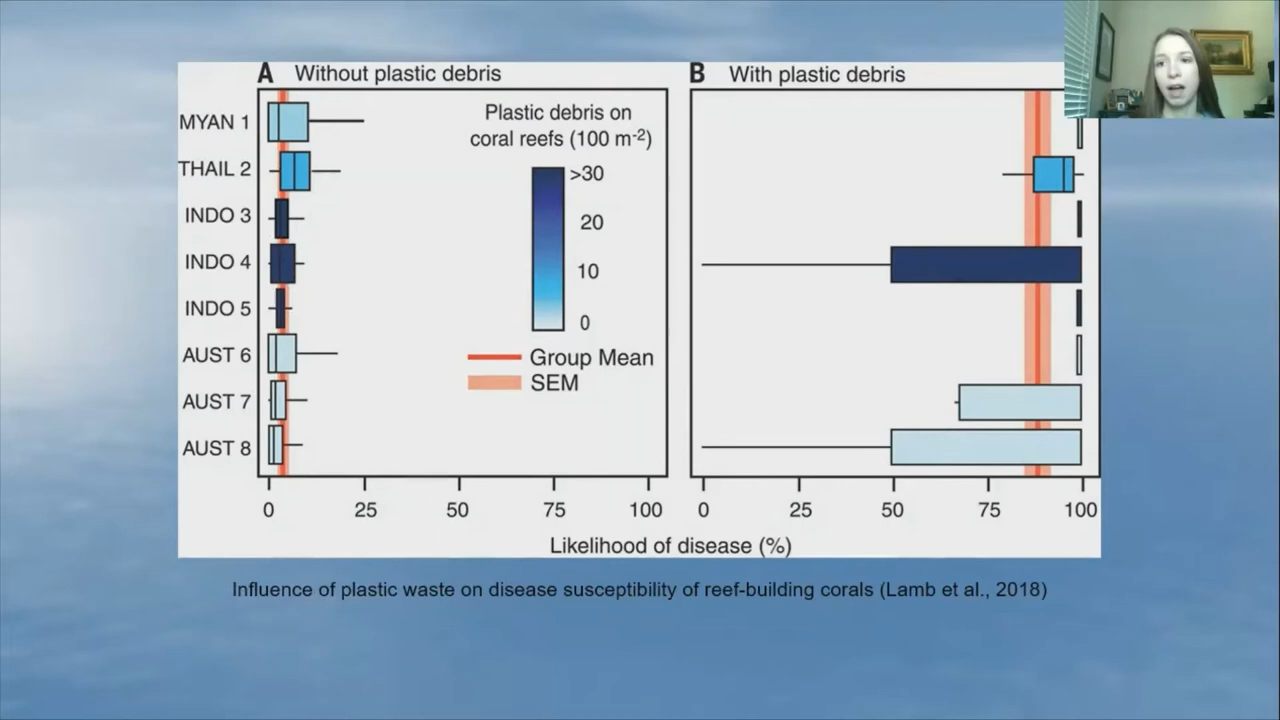 A Without plastic debris
B With plastic debris
Plastic debris on
coral reefs (100 m-2)
>30
20
10
0
Group Mean
SEM
MYAN 1
THAIL 2
INDO 3
INDO 4
INDO 5
AUST 6
AUST 7
AUST 8
0 25 50 75 100
0 25 50 75 100
Likelihood of disease (%)
Influence of plastic waste on disease susceptibility of reef-building corals (Lamb et al., 2018)